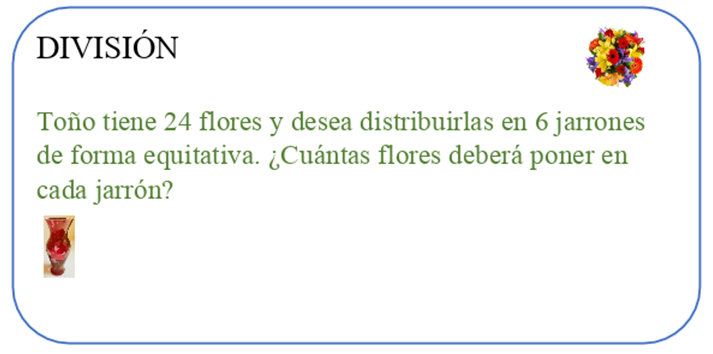 DIVISIÓN
Toño tiene 24 flores y desea distribuirlas en 6 jarrones
de forma equitativa. ¿Cuántas flores deberá poner en
cada jarrón?